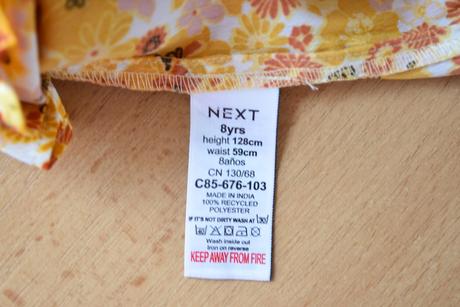 NEXT
8yrs
height 128cm
waist 59cm
8años
CN 130/68
C85-676-103
MADE IN INDIA
100% RECYCLED
POLYESTER
IF IT'S NOT DIRTY WASH AT 30
Wash inside out
Iron on reverse
KEEP AWAY FROM FIRE